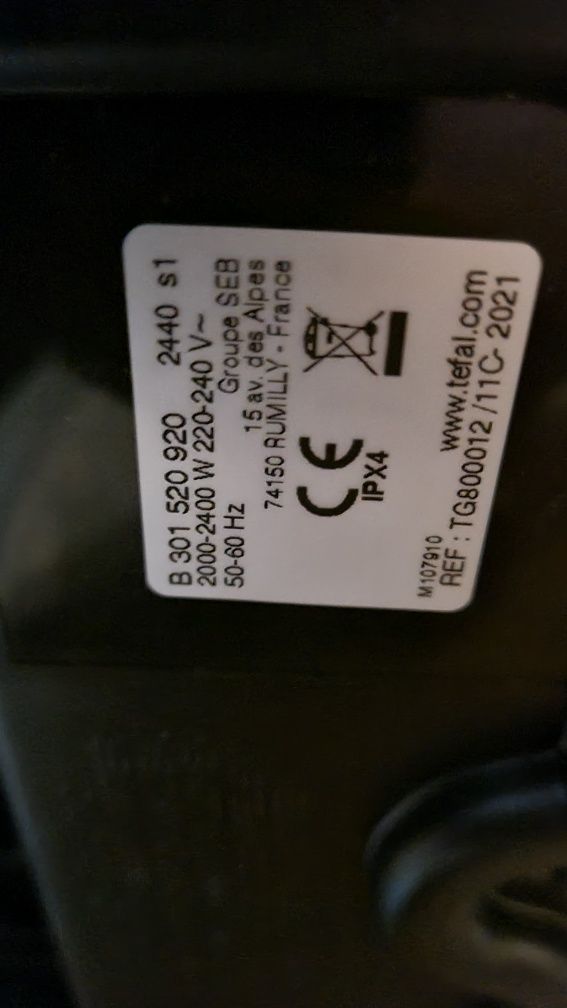 B 301 520 920 2440 s1
2000-2400 W 220-240 V~
50-60 Hz Groupe SEB
15 av. des Alpes
74150 RUMILLY - France
CE
IPX4
M107910 www.tefal.com
REF : TG800012 /11C- 2021